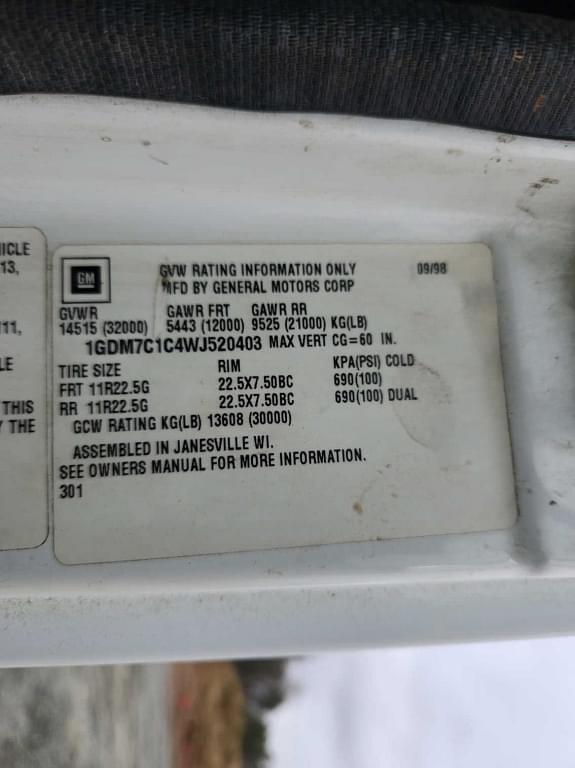 HICLE
13,
11,
LE
THIS
THE
GM
GVW RATING INFORMATION ONLY 09/98
MFD BY GENERAL MOTORS CORP
GVWR GAWR FRT GAWR RR
14515 (32000) 5443 (12000) 9525 (21000) KG(LB)
1GDM7C1C4WJ520403 MAX VERT CG=60 IN.
TIRE SIZE RIM KPA(PSI) COLD
FRT 11R22.5G 22.5X7.50BC 690(100)
RR 11R22.5G 22.5X7.50BC 690(100) DUAL
GCW RATING KG(LB) 13608 (30000)
ASSEMBLED IN JANESVILLE WI.
SEE OWNERS MANUAL FOR MORE INFORMATION.
301